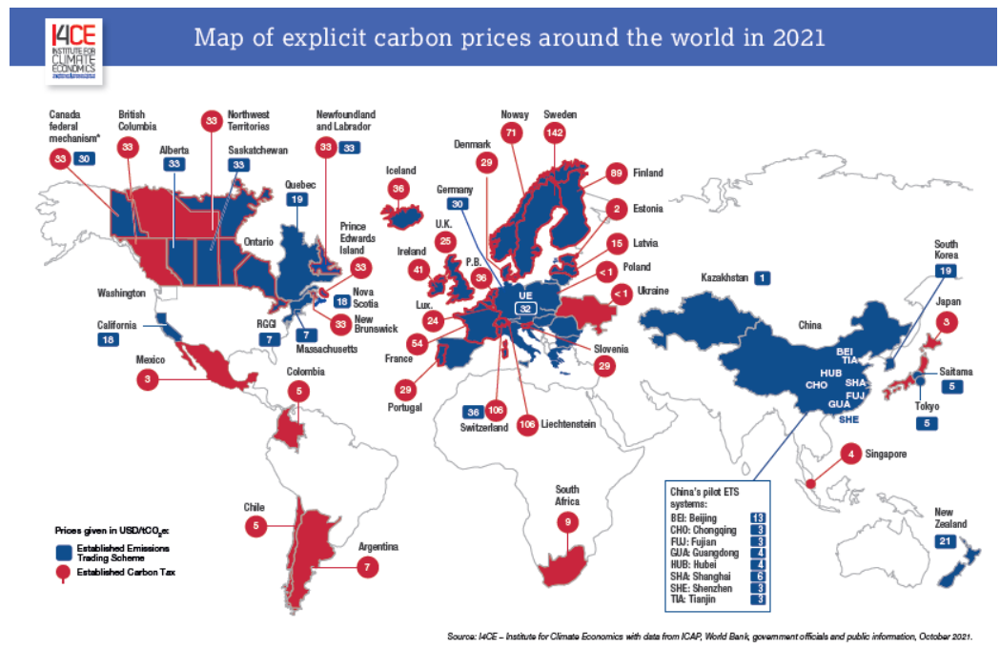 I4CE
INSTITUTE FOR
CLIMATE
ECONOMICS
Map of explicit carbon prices around the world in 2021
Canada
federal
mechanism*
33
30
British
Columbia
33
Alberta
33
33
Northwest
Territories
Saskatchewan
33
Newfoundland
and Labrador
33
33
Quebec
19
Ontario
Prince
Edwards
Island
33
18
Nova
Scotia
33
New
Brunswick
Washington
California
18
RGGI
7
7
Massachusetts
Mexico
3
Colombia
5
Chile
5
Argentina
7
Iceland
36
Noway
71
Sweden
142
Denmark
29
Germany
30
89
Finland
2
Estonia
15
Latvia
<1
Poland
<1
Ukraine
U.K.
25
Ireland
41
P.B.
36
Lux.
24
UE
32
54
France
29
Portugal
Slovenia
29
36
106
Switzerland
106
Liechtenstein
South
Africa
9
Kazakhstan
1
China
BEI
TIA
HUB
CHO
SHA
FUJ
GUA
SHE
South
Korea
19
Japan
3
Saitama
5
Tokyo
5
4
Singapore
New
Zealand
21
China's pilot ETS
systems:
BEI: Beijing 13
CHO: Chongqing 3
FUJ: Fujian 3
GUA: Guangdong 4
HUB: Hubei 4
SHA: Shanghai 6
SHE: Shenzhen 3
TIA: Tianjin 3
Prices given in USD/tCO₂e:
Established Emissions
Trading Scheme
Established Carbon Tax
Source: I4CE – Institute for Climate Economics with data from ICAP, World Bank, government officials and public information, October 2021.